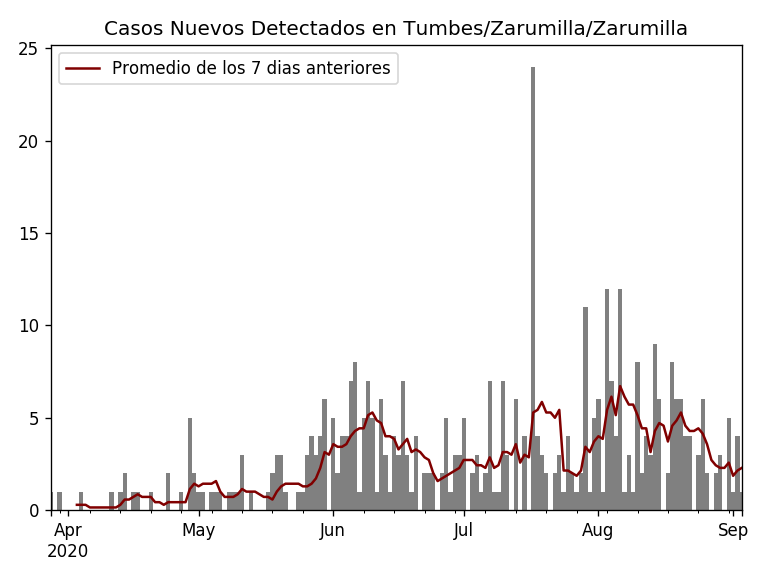 Casos Nuevos Detectados en Tumbes/Zarumilla/Zarumilla
Promedio de los 7 dias anteriores
25
20
15
10
5
0
Apr May Jun Jul Aug Sep
2020